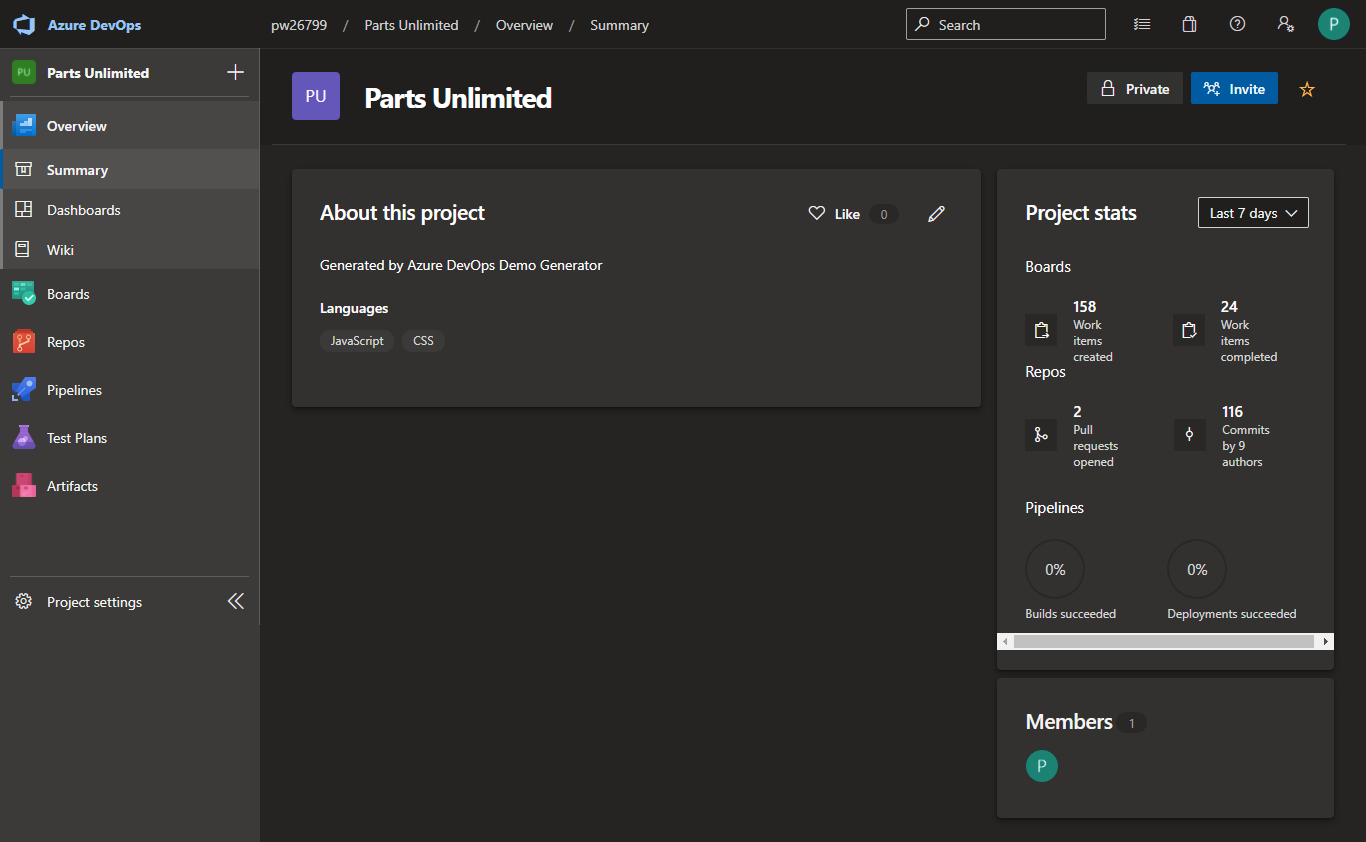 Azure DevOps
pw26799 / Parts Unlimited / Overview / Summary
Search
P
PU
Parts Unlimited
Overview
Summary
Dashboards
Wiki
Boards
Repos
Pipelines
Test Plans
Artifacts
Project settings
PU
Parts Unlimited
Private
Invite
About this project
Like 0
Generated by Azure DevOps Demo Generator
Languages
JavaScript CSS
Project stats
Last 7 days
Boards
158
Work
items
created
24
Work
items
completed
Repos
2
Pull
requests
opened
116
Commits
by 9
authors
Pipelines
0%
Builds succeeded
0%
Deployments succeeded
Members 1
P